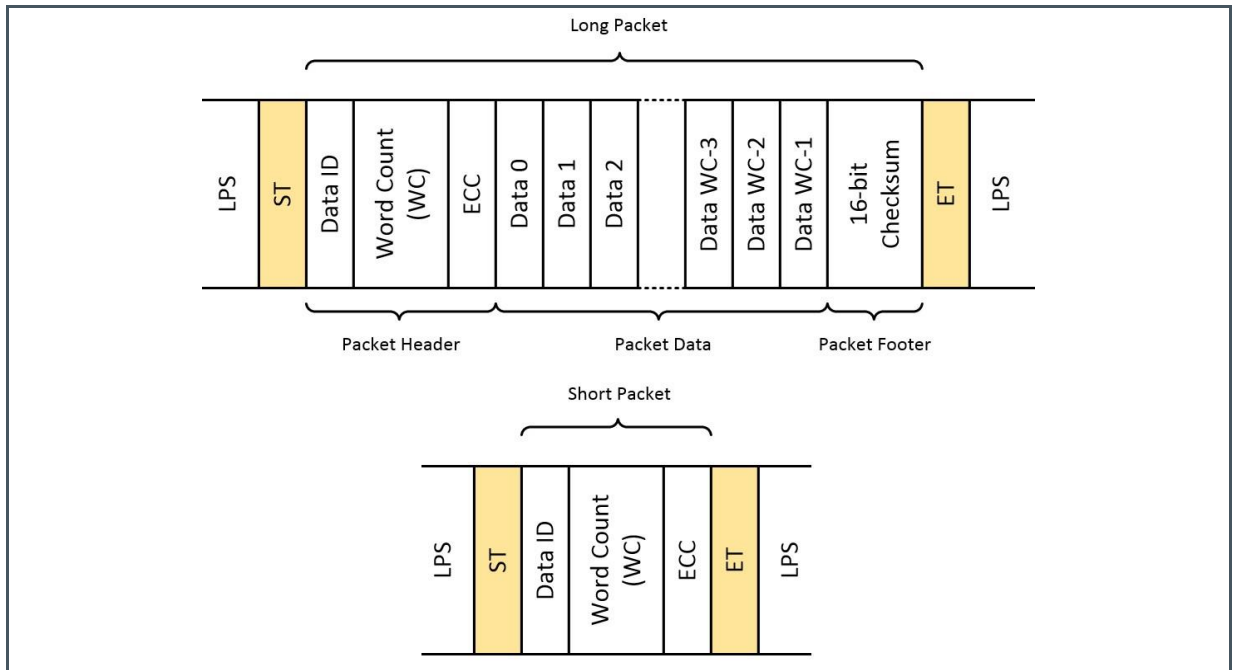 Long Packet
LPS
ST
Data ID
Word Count
(WC)
ECC
Data 0
Data 1
Data 2
Data WC-3
Data WC-2
Data WC-1
16-bit
Checksum
ET
LPS
Packet Header
Packet Data
Packet Footer
Short Packet
LPS
ST
Data ID
Word Count
(WC)
ECC
ET
LPS